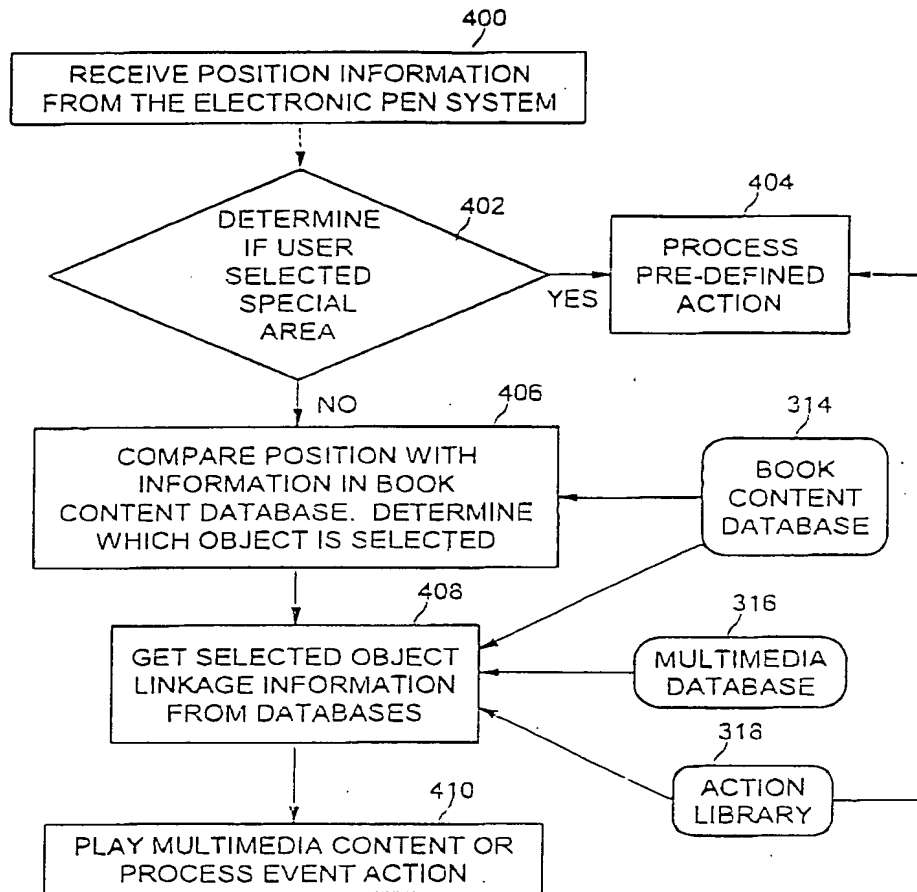 400
RECEIVE POSITION INFORMATION
FROM THE ELECTRONIC PEN SYSTEM
402
DETERMINE
IF USER
SELECTED
SPECIAL
AREA
YES
404
PROCESS
PRE-DEFINED
ACTION
NO
406
COMPARE POSITION WITH
INFORMATION IN BOOK
CONTENT DATABASE. DETERMINE
WHICH OBJECT IS SELECTED
314
BOOK
CONTENT
DATABASE
408
GET SELECTED OBJECT
LINKAGE INFORMATION
FROM DATABASES
316
MULTIMEDIA
DATABASE
318
ACTION
LIBRARY
410
PLAY MULTIMEDIA CONTENT OR
PROCESS EVENT ACTION